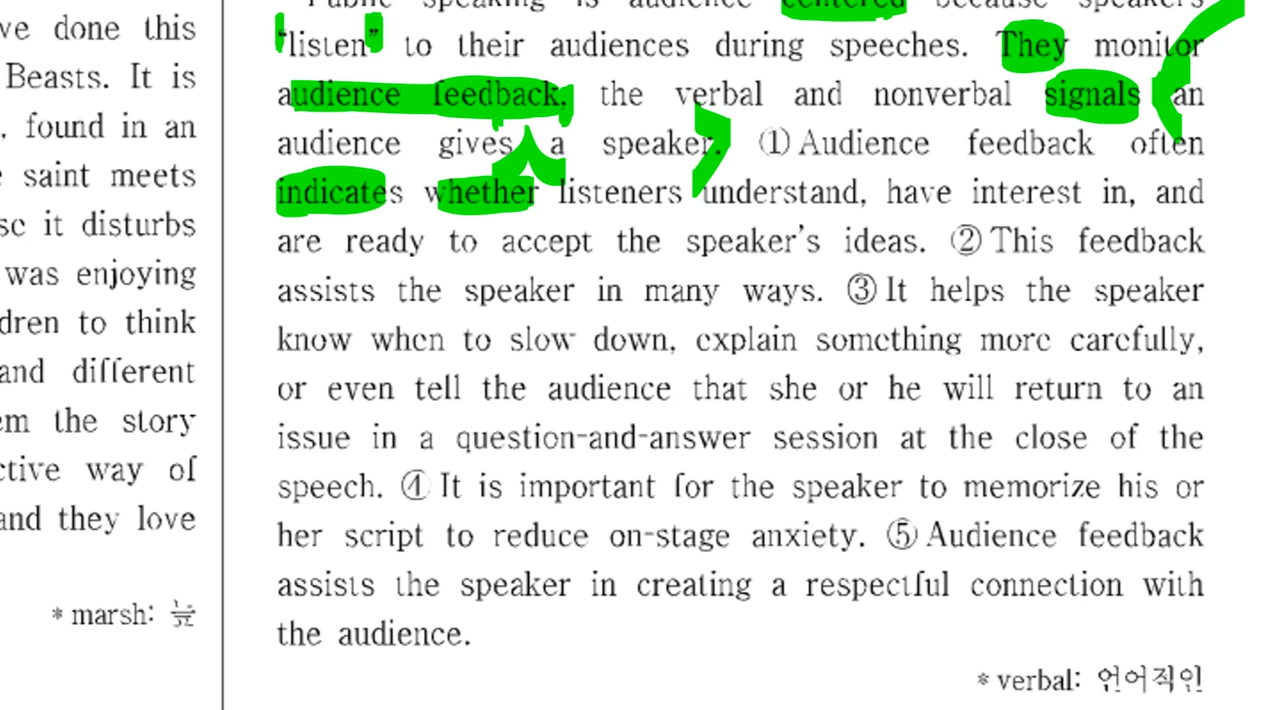 ve done this
Beasts. It is
, found in an
saint meets
it disturbs
was enjoying
dren to think
and different
em the story
ctive way of
and they love
* marsh: 늪
Public speaking is audience centered because speakers
“listen” to their audiences during speeches. They monitor
audience feedback, the verbal and nonverbal signals an
audience gives a speaker. ① Audience feedback often
indicates whether listeners understand, have interest in, and
are ready to accept the speaker’s ideas. ② This feedback
assists the speaker in many ways. ③ It helps the speaker
know when to slow down, explain something more carefully,
or even tell the audience that she or he will return to an
issue in a question-and-answer session at the close of the
speech. ④ It is important for the speaker to memorize his or
her script to reduce on-stage anxiety. ⑤ Audience feedback
assists the speaker in creating a respectful connection with
the audience.
* verbal: 언어적인